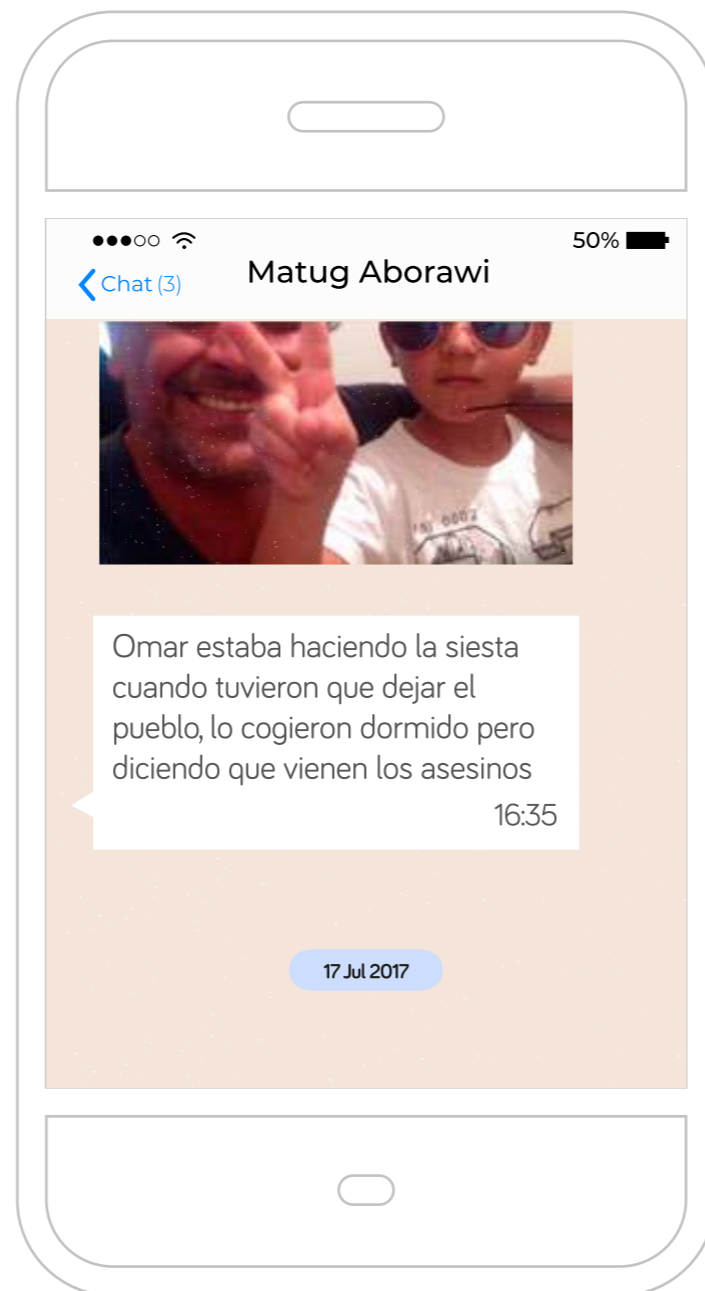 50%
Chat (3)
Matug Aborawi
Omar estaba haciendo la siesta
cuando tuvieron que dejar el
pueblo, lo cogieron dormido pero
diciendo que vienen los asesinos
16:35
17 Jul 2017